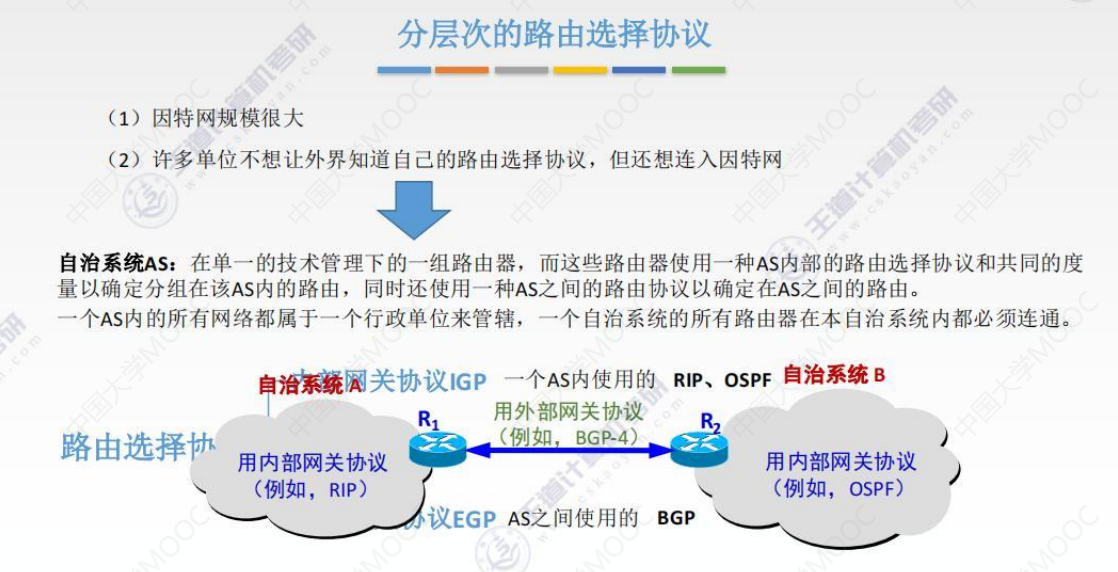 分层次的路由选择协议
（1）因特网规模很大
（2）许多单位不想让外界知道自己的路由选择协议，但还想连入因特网
自治系统AS：在单一的技术管理下的一组路由器，而这些路由器使用一种AS内部的路由选择协议和共同的度
量以确定分组在该AS内的路由，同时还使用一种AS之间的路由协议以确定在AS之间的路由。
一个AS内的所有网络都属于一个行政单位来管辖，一个自治系统的所有路由器在本自治系统内都必须连通。
自治系统 A
部网关协议IGP 一个AS内使用的 RIP、OSPF
自治系统 B
用外部网关协议
（例如，BGP-4）
R1
R2
路由选择协
用内部网关协议
（例如，RIP）
用内部网关协议
（例如，OSPF）
协议EGP AS之间使用的 BGP
王道计算机考研
www.cskaoyan.com
中国大学MOOC